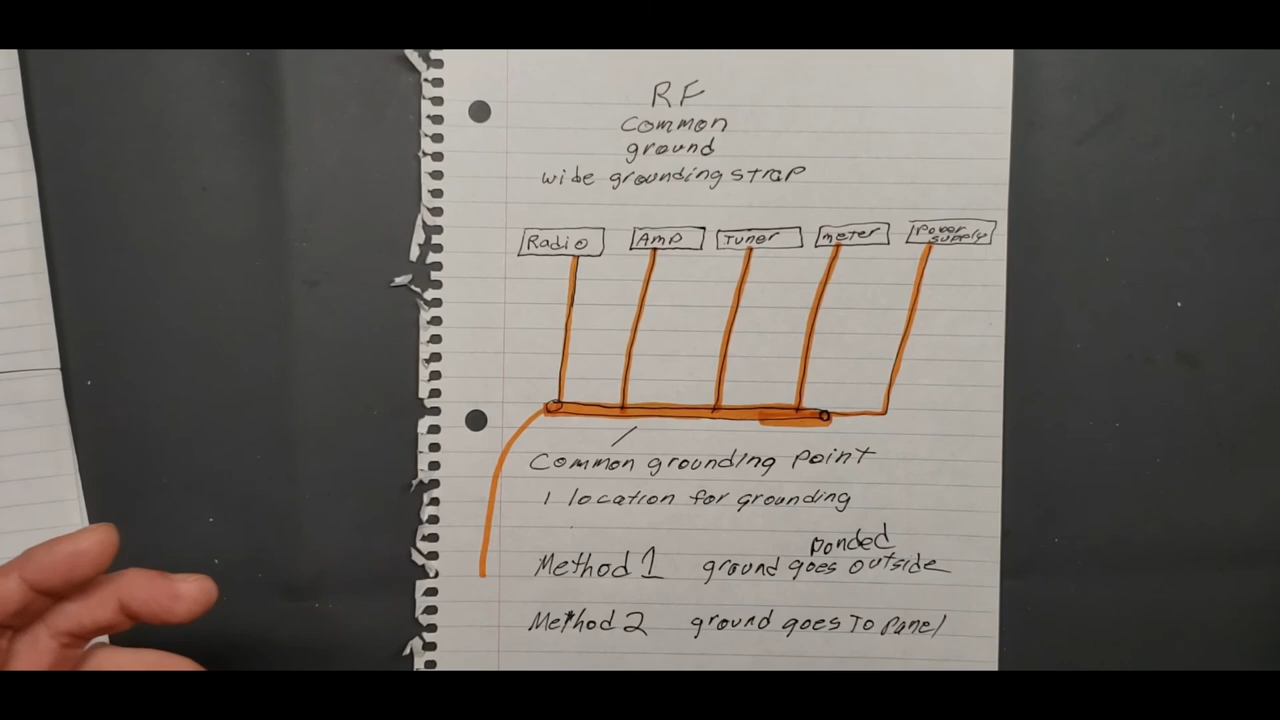 RF
common
ground
wide grounding strap
Radio
Amp
Tuner
meter
Power
supply
Common grounding point
1 location for grounding
bonded
Method 1 ground goes outside
Method 2 ground goes To panel